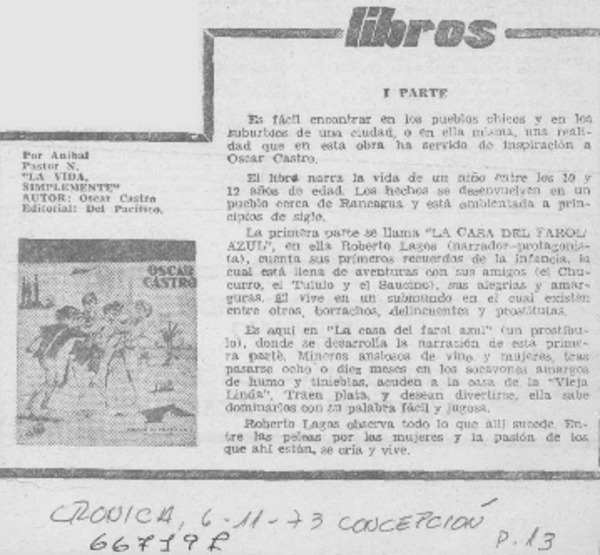 libros
Por Anibal
Pastor N.
"LA VIDA,
SIMPLEMENTE"
AUTOR: Oscar Castro
Editorial: Del Pacífico.
OSCAR
CASTRO
I PARTE
Es fácil encontrar en los pueblos chicos y en los
suburbios de una ciudad, o en ella misma, una reali-
dad que en esta obra ha servido de inspiración a
Oscar Castro.
El libro narra la vida de un niño entre los 10 y
12 años de edad. Los hechos se desenvuelven en un
pueblo cerca de Rancagua y está ambientada a prin-
cipios de siglo.
La primera parte se llama "LA CASA DEL FAROL
AZUL", en ella Roberto Lagos (narrador-protagonis-
ta), cuenta sus primeros recuerdos de la infancia, la
cual está llena de aventuras con sus amigos (el Chu-
curro, el Tululo y el Saucino), sus alegrías y amar-
guras. El vive en un submundo en el cual existen
entre otros, borrachos, delincuentes y prostitutas.
Es aquí en "La casa del farol azul" (un prostíbu-
lo), donde se desarrolla la narración de esta prime-
ra parte. Mineros ansiosos de vino y mujeres, tras
pasarse ocho o diez meses en los socavones amargos
de humo y tinieblas, acuden a la casa de la "Vieja
Linda", Traen plata, y desean divertirse, ella sabe
dominarlos con su palabra fácil y jugosa.
Roberto Lagos observa todo lo que allí sucede. En-
tre las peleas por las mujeres y la pasión de los
que ahí están, se cría y vive.
CRONICA, 6-11-73 CONCEPCIÓN P.13
667197